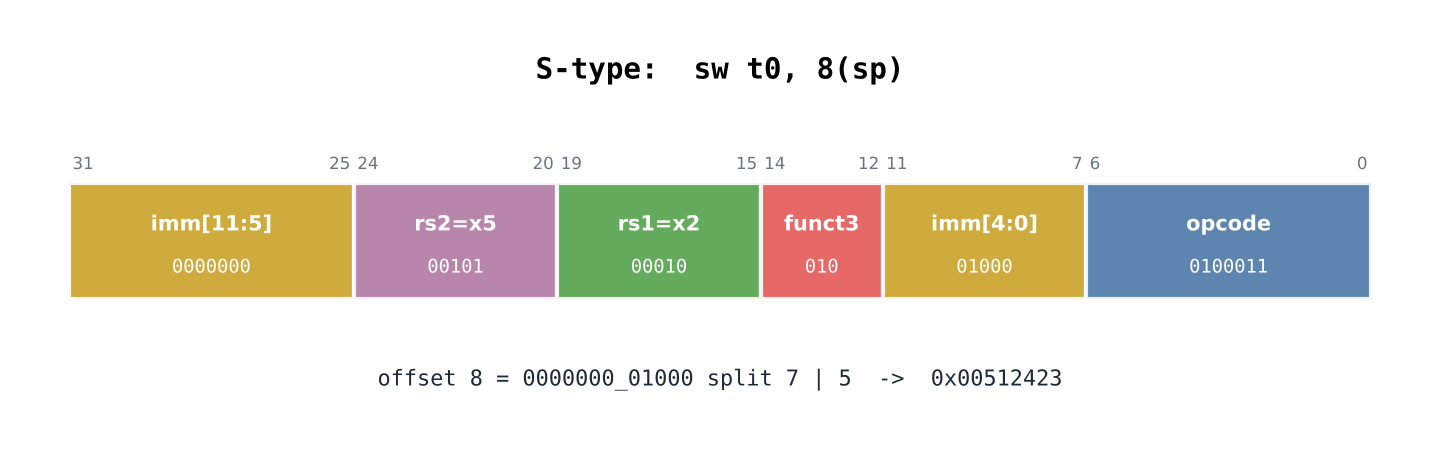 S-type:  sw t0, 8(sp)
31 25 24 20 19 15 14 12 11 7 6 0
imm[11:5] rs2=x5 rs1=x2 funct3 imm[4:0] opcode
0000000 00101 00010 010 01000 0100011
offset 8 = 0000000_01000 split 7 | 5  ->  0x00512423